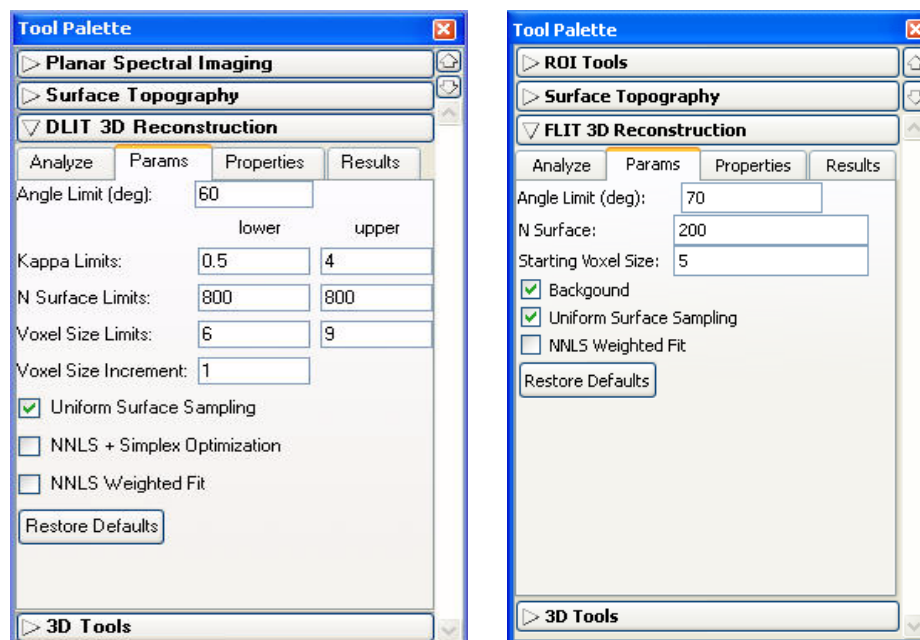 Tool Palette
Planar Spectral Imaging
Surface Topography
DLIT 3D Reconstruction
Analyze Params Properties Results
Angle Limit (deg): 60
lower upper
Kappa Limits: 0.5 4
N Surface Limits: 800 800
Voxel Size Limits: 6 9
Voxel Size Increment: 1
Uniform Surface Sampling
NNLS + Simplex Optimization
NNLS Weighted Fit
Restore Defaults
3D Tools
Tool Palette
ROI Tools
Surface Topography
FLIT 3D Reconstruction
Analyze Params Properties Results
Angle Limit (deg): 70
N Surface: 200
Starting Voxel Size: 5
Backgound
Uniform Surface Sampling
NNLS Weighted Fit
Restore Defaults
3D Tools